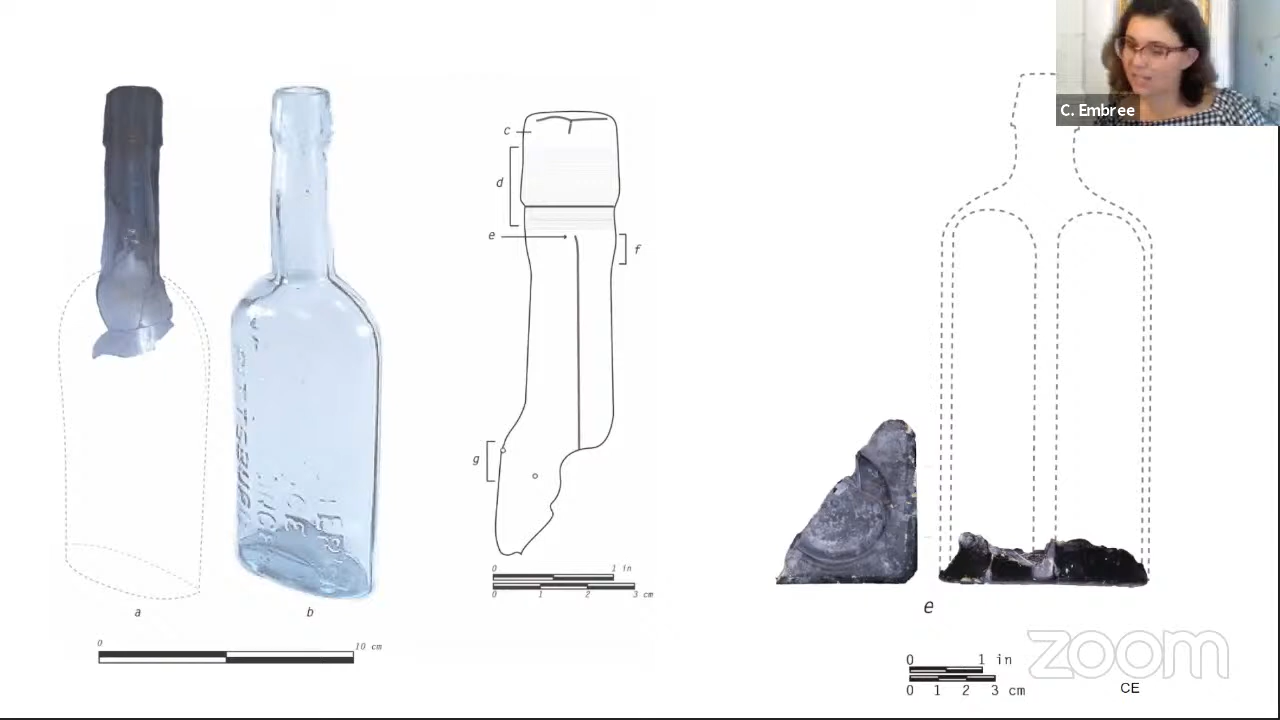 C. Embree
c
d
e
f
g
0 1 in
0 1 2 3 cm
a
b
0 10 cm
e
0 1 in
0 1 2 3 cm
zoom
CE